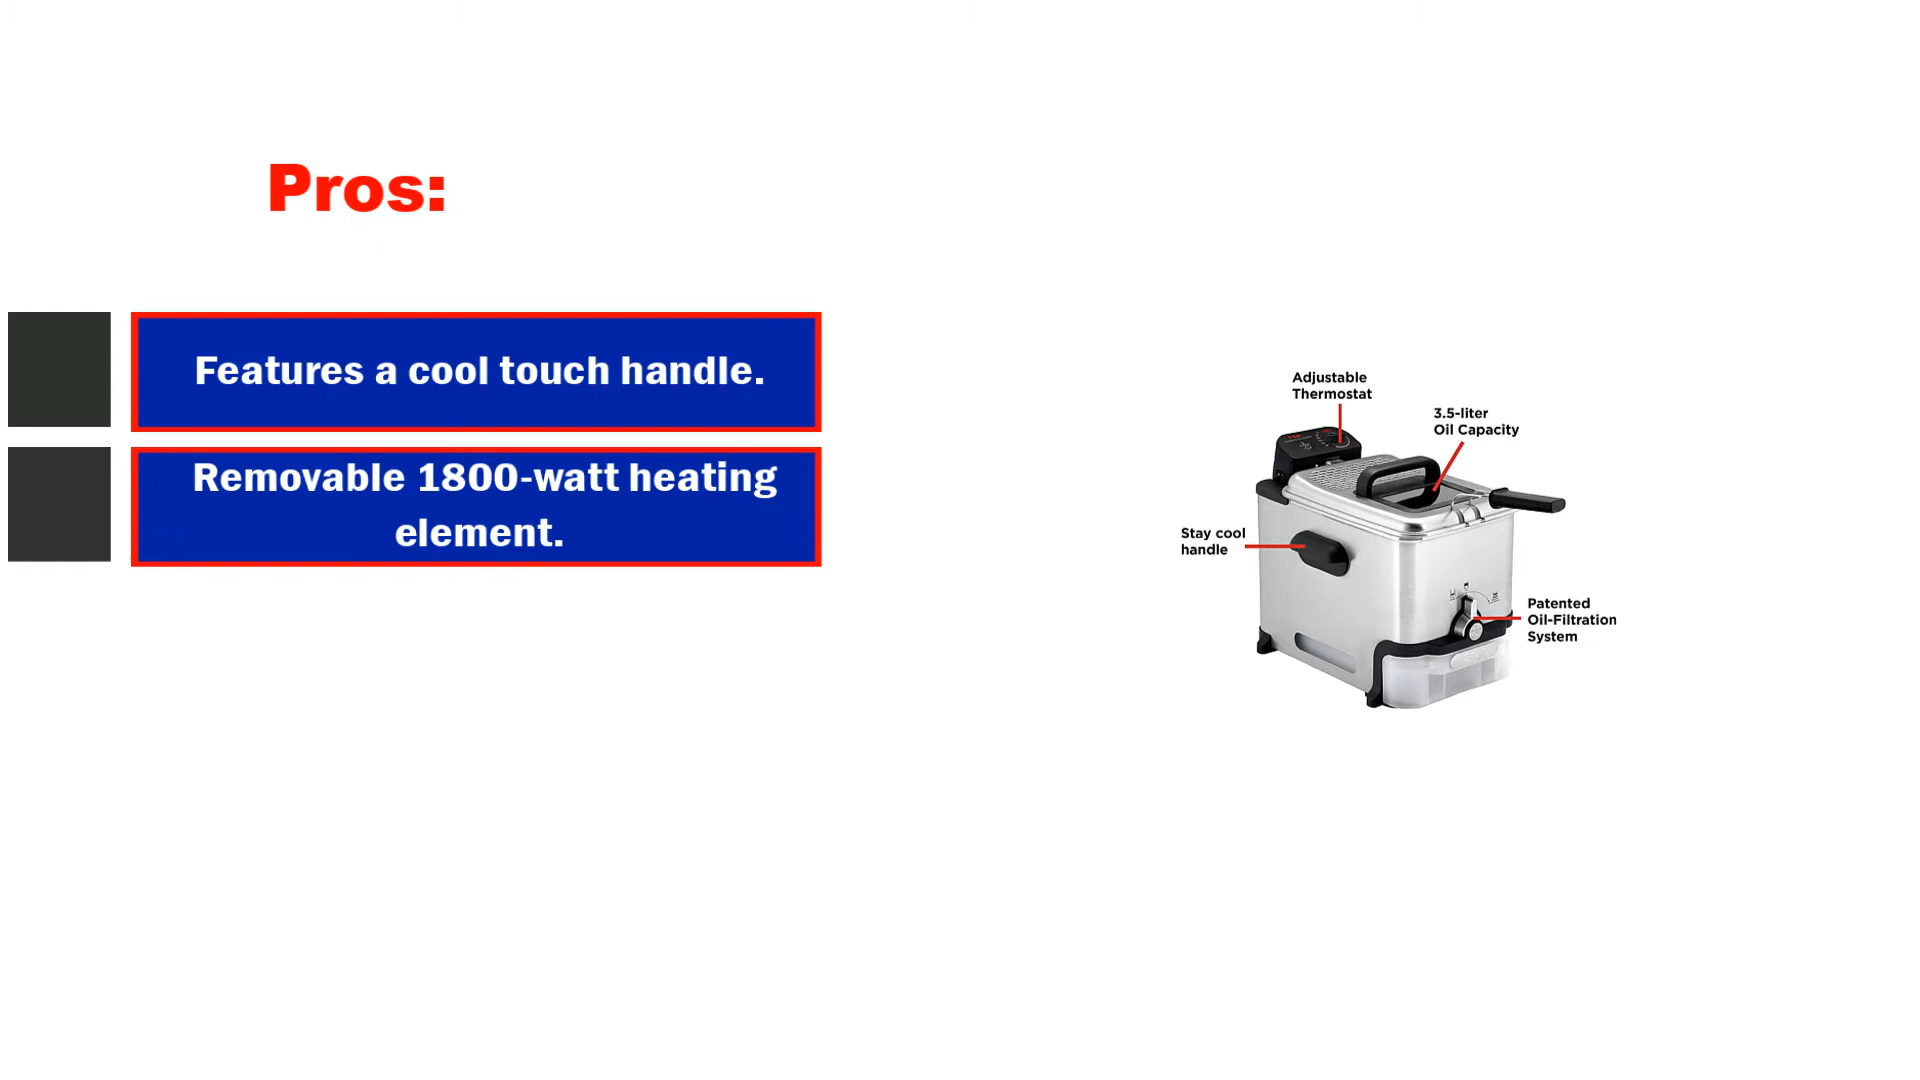 Pros:
Features a cool touch handle.
Removable 1800-watt heating
element.
Adjustable
Thermostat
3.5-liter
Oil Capacity
Stay cool
handle
Patented
Oil-Filtration
System